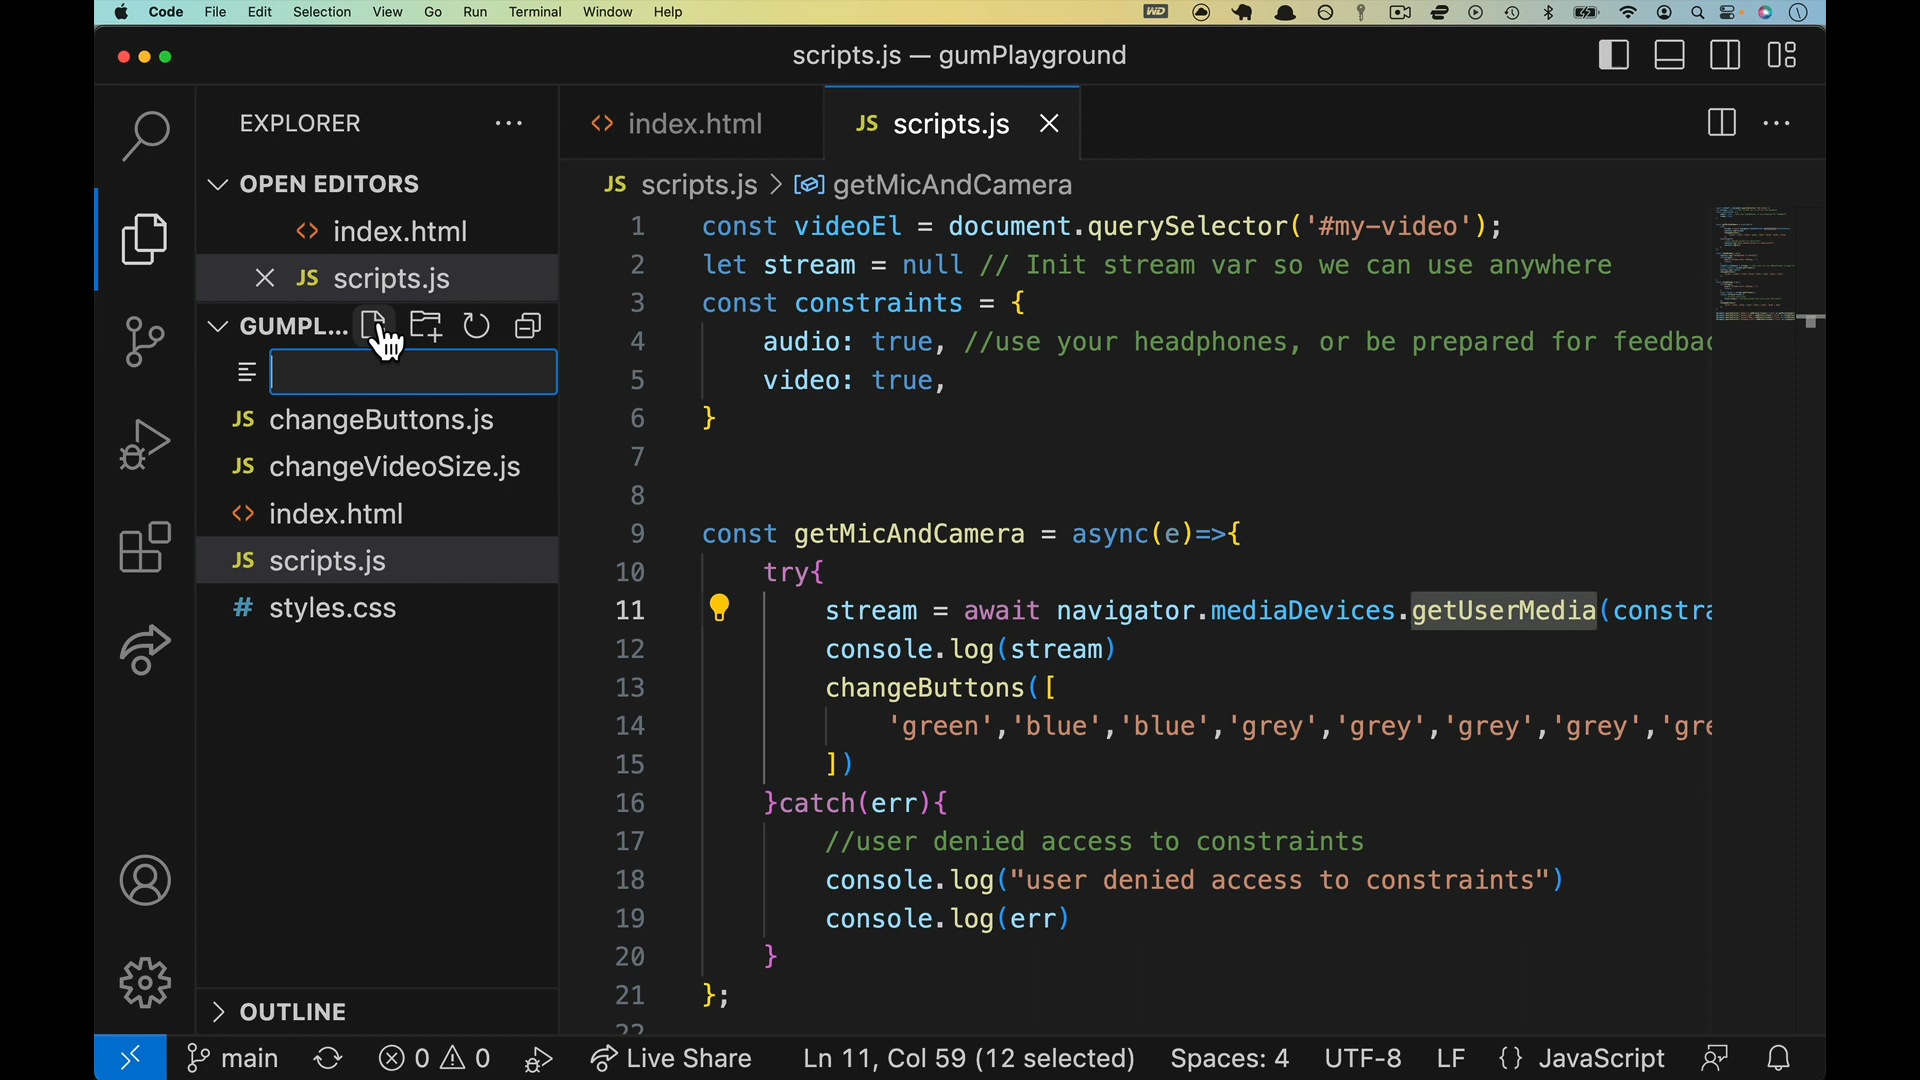 Code File Edit Selection View Go Run Terminal Window Help
WD
scripts.js — gumPlayground
EXPLORER
OPEN EDITORS
index.html
JS scripts.js
GUMPL...
JS changeButtons.js
JS changeVideoSize.js
index.html
JS scripts.js
# styles.css
OUTLINE
index.html
JS scripts.js
JS scripts.js > getMicAndCamera
1 const videoEl = document.querySelector('#my-video');
2 let stream = null // Init stream var so we can use anywhere
3 const constraints = {
4 audio: true, //use your headphones, or be prepared for feedbac
5 video: true,
6 }
7
8
9 const getMicAndCamera = async(e)=>{
10 try{
11 stream = await navigator.mediaDevices.getUserMedia(constra
12 console.log(stream)
13 changeButtons([
14 'green','blue','blue','grey','grey','grey','grey','gre
15 ])
16 }catch(err){
17 //user denied access to constraints
18 console.log("user denied access to constraints")
19 console.log(err)
20 }
21 };
22
main 0 0 Live Share Ln 11, Col 59 (12 selected) Spaces: 4 UTF-8 LF {} JavaScript